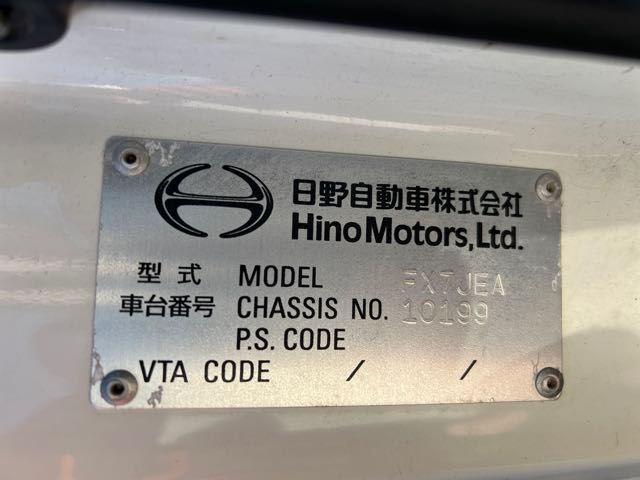 日野自動車株式会社
Hino Motors, Ltd.
型式 MODEL FX7JEA
車台番号 CHASSIS NO. 10199
P.S. CODE
VTA CODE / /